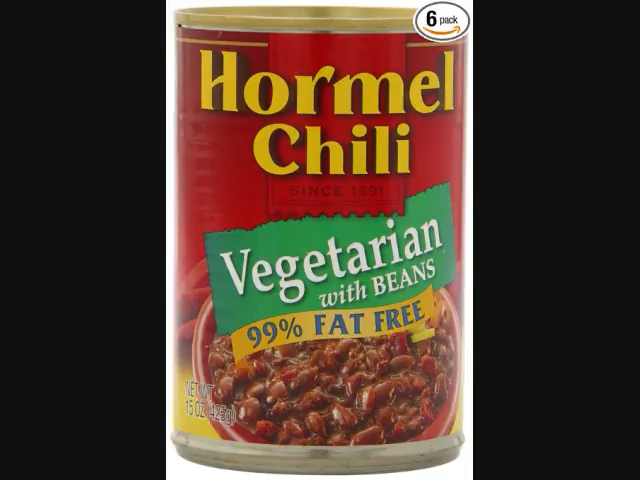 6
pack
Hormel
Chili
SINCE 1891
Vegetarian
with BEANS
99% FAT FREE
NET WT
15 OZ (425g)